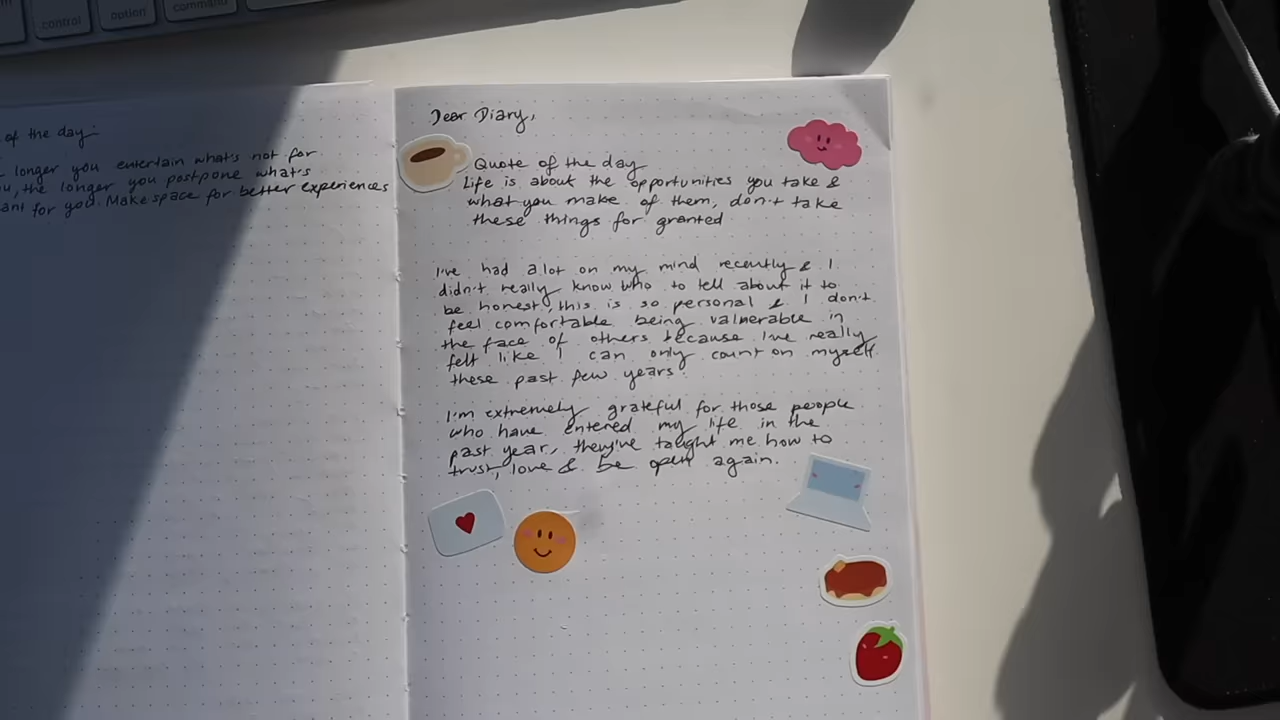 control
option
command
of the day:
longer you entertain what's not for
the longer you postpone what's
for you. Make space for better experiences
Dear Diary,
Quote of the day
Life is about the opportunities you take &
what you make of them, don't take
these things for granted
I've had a lot on my mind recently & I
didn't really know who to tell about it to
be honest, this is so personal & I don't
feel comfortable being valnerable in
the face of others because I've really
felt like I can only count on myself
these past few years.
I'm extremely grateful for those people
who have entered my life in the
past year, they've taught me how to
trust, love & be open again.